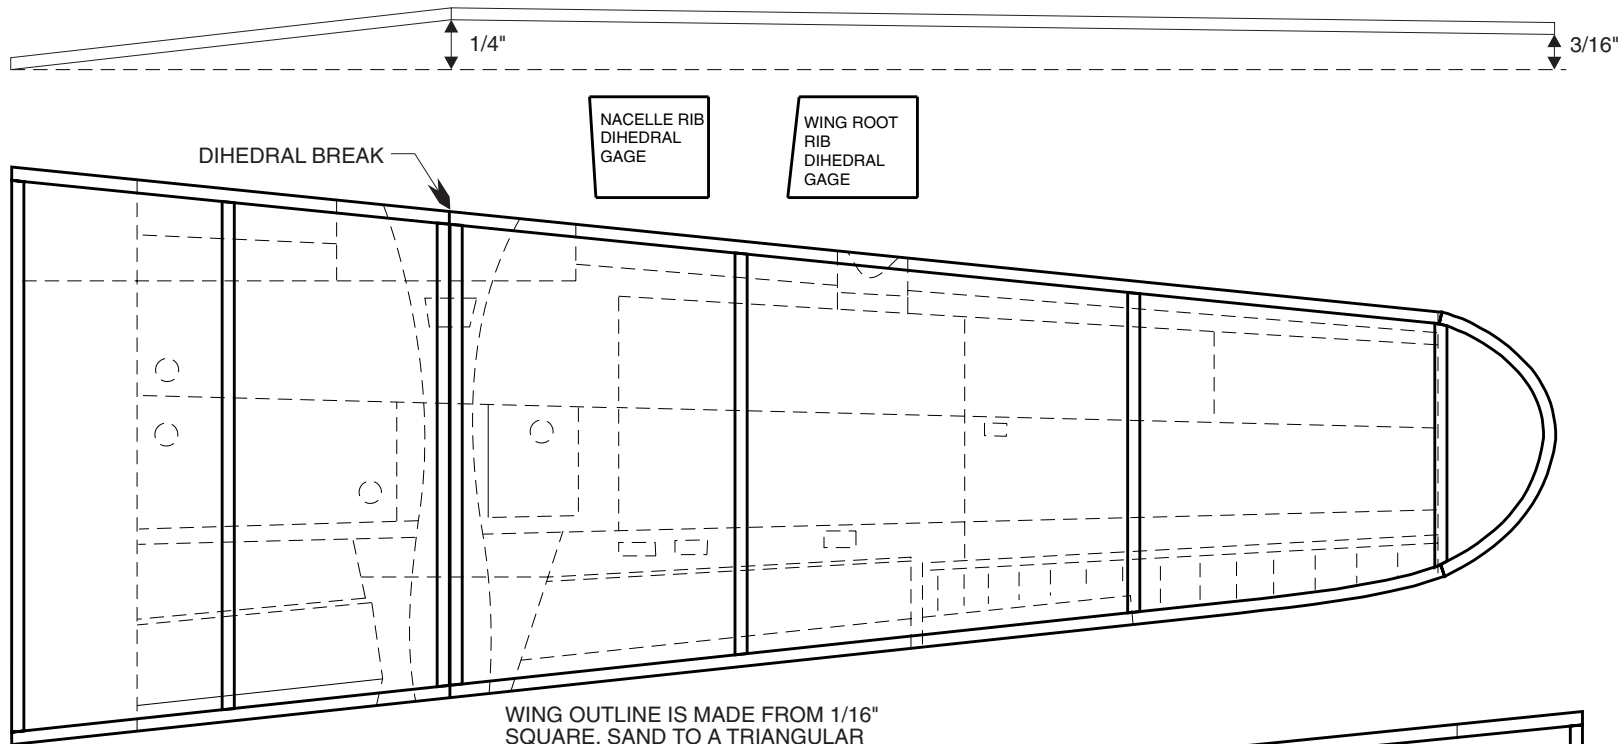 1/4"
3/16"
NACELLE RIB
DIHEDRAL
GAGE
WING ROOT
RIB
DIHEDRAL
GAGE
DIHEDRAL BREAK
WING OUTLINE IS MADE FROM 1/16"
SQUARE. SAND TO A TRIANGULAR